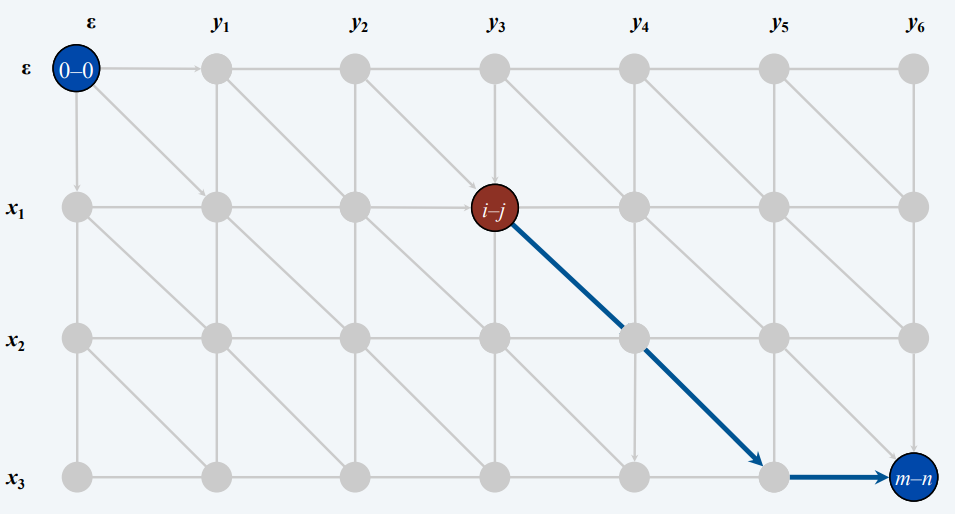 ε y₁ y₂ y₃ y₄ y₅ y₆
ε 0–0
x₁ i–j
x₂
x₃ m–n